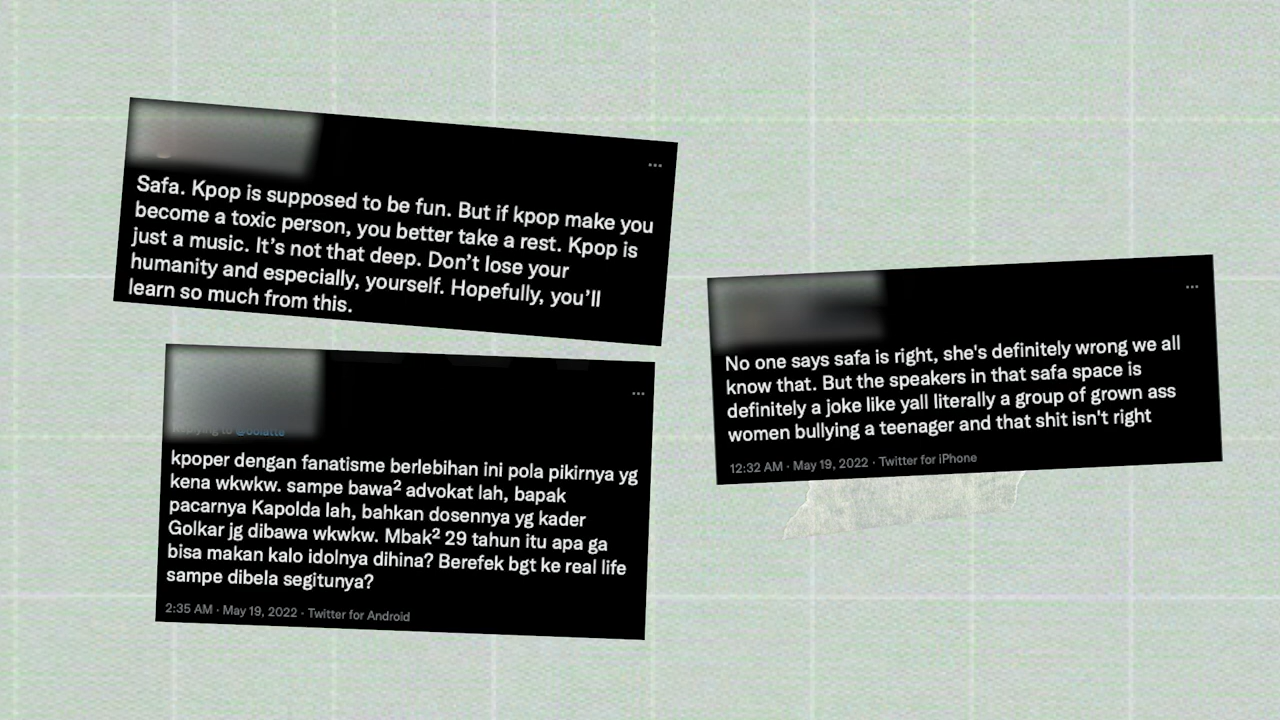 Safa. Kpop is supposed to be fun. But if kpop make you
become a toxic person, you better take a rest. Kpop is
just a music. It’s not that deep. Don’t lose your
humanity and especially, yourself. Hopefully, you’ll
learn so much from this.
kpoper dengan fanatisme berlebihan ini pola pikirnya yg
kena wkwkw. sampe bawa² advokat lah, bapak
pacarnya Kapolda lah, bahkan dosennya yg kader
Golkar jg dibawa wkwkw. Mbak² 29 tahun itu apa ga
bisa makan kalo idolnya dihina? Berefek bgt ke real life
sampe dibela segitunya?
2:35 AM · May 19, 2022 · Twitter for Android
No one says safa is right, she's definitely wrong we all
know that. But the speakers in that safa space is
definitely a joke like yall literally a group of grown ass
women bullying a teenager and that shit isn't right
12:32 AM · May 19, 2022 · Twitter for iPhone